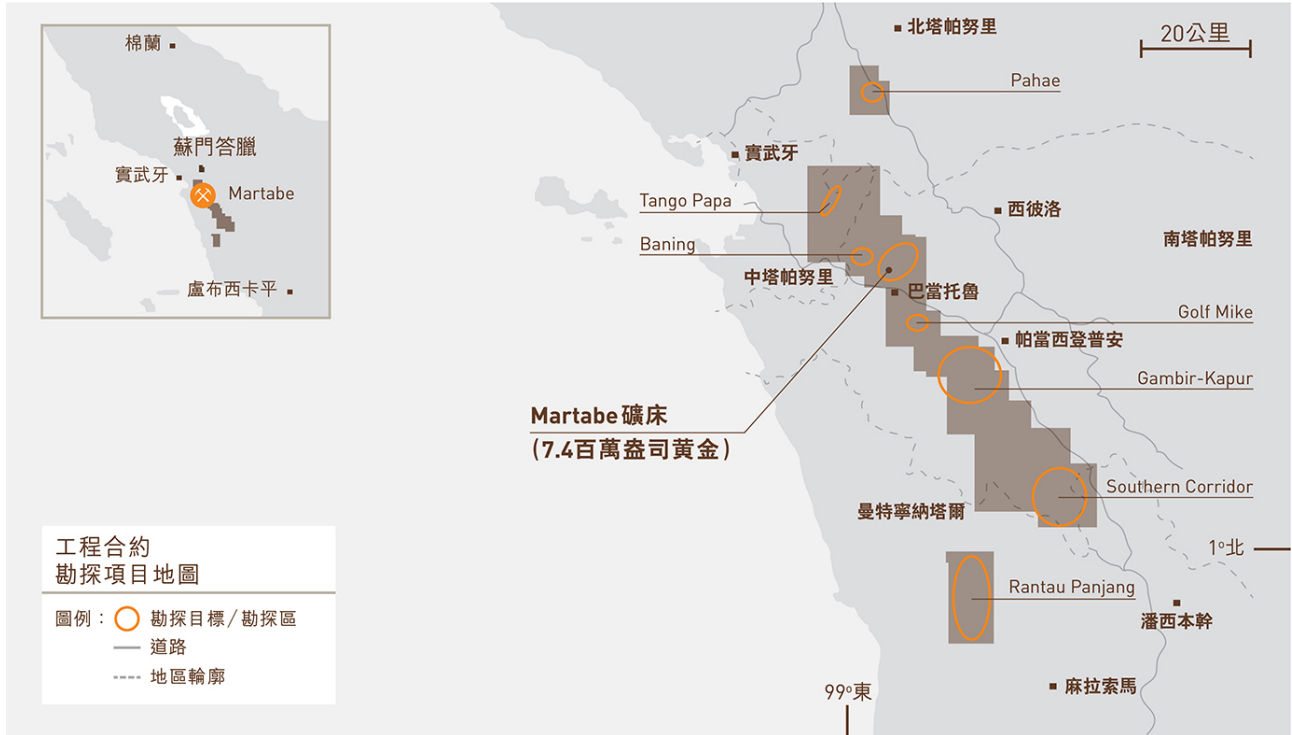 棉蘭
蘇門答臘
實武牙
Martabe
盧布西卡平
北塔帕努里
20公里
Pahae
實武牙
Tango Papa
西彼洛
南塔帕努里
Baning
中塔帕努里
巴當托魯
Golf Mike
帕當西登普安
Gambir-Kapur
Martabe礦床
(7.4百萬盎司黄金)
Southern Corridor
曼特寧納塔爾
1º北
Rantau Panjang
潘西本幹
麻拉索馬
99º東
工程合約
勘探項目地圖
圖例：勘探目標/勘探區
道路
地區輪廓